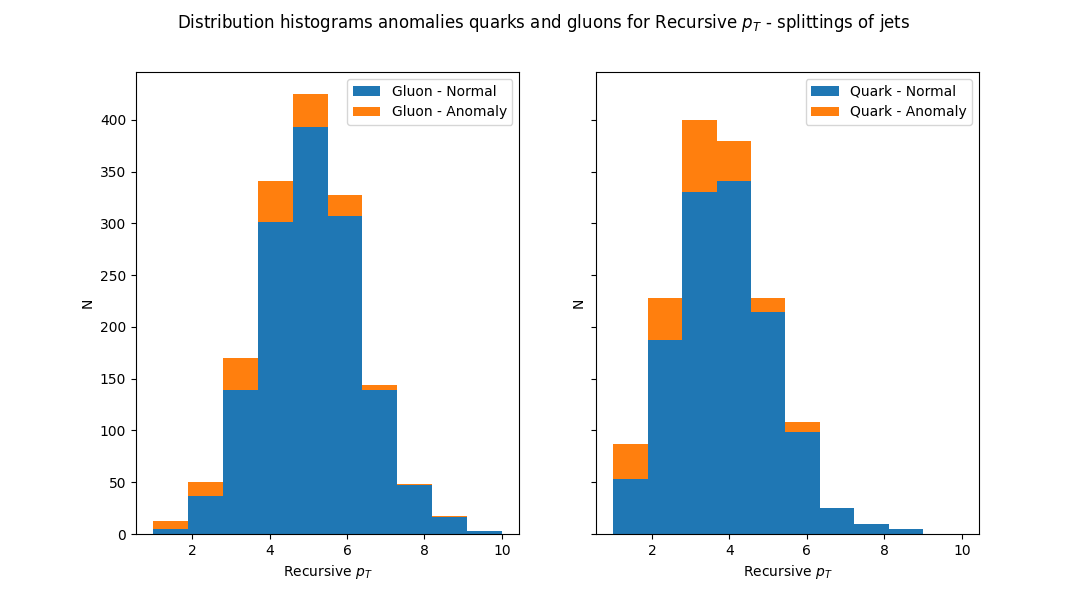 Distribution histograms anomalies quarks and gluons for Recursive p_T - splittings of jets
Gluon - Normal
Gluon - Anomaly
400
350
300
250
200
150
100
50
0
N
2 4 6 8 10
Recursive p_T
Quark - Normal
Quark - Anomaly
N
2 4 6 8 10
Recursive p_T